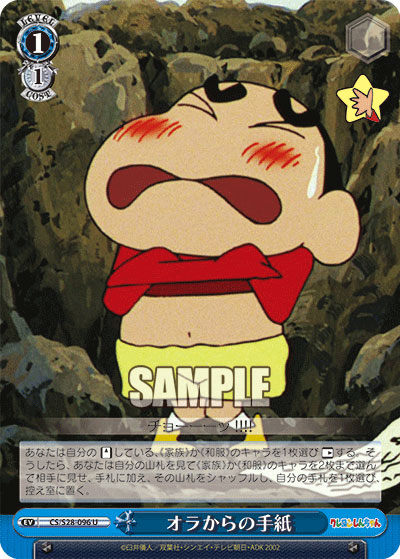 LEVEL
1
1
COST
SAMPLE
チョーーーッ !!!!
あなたは自分の している、《家族》か《和服》のキャラを1枚選び する。そ
うしたら、あなたは自分の山札を見て《家族》か《和服》のキャラを2枚まで選ん
で相手に見せ、手札に加え、その山札をシャッフルし、自分の手札を1枚選び、
控え室に置く。
EV CS/S28-096 U オラからの手紙 クレヨンしんちゃん
©臼井儀人／双葉社・シンエイ・テレビ朝日・ADK 2002